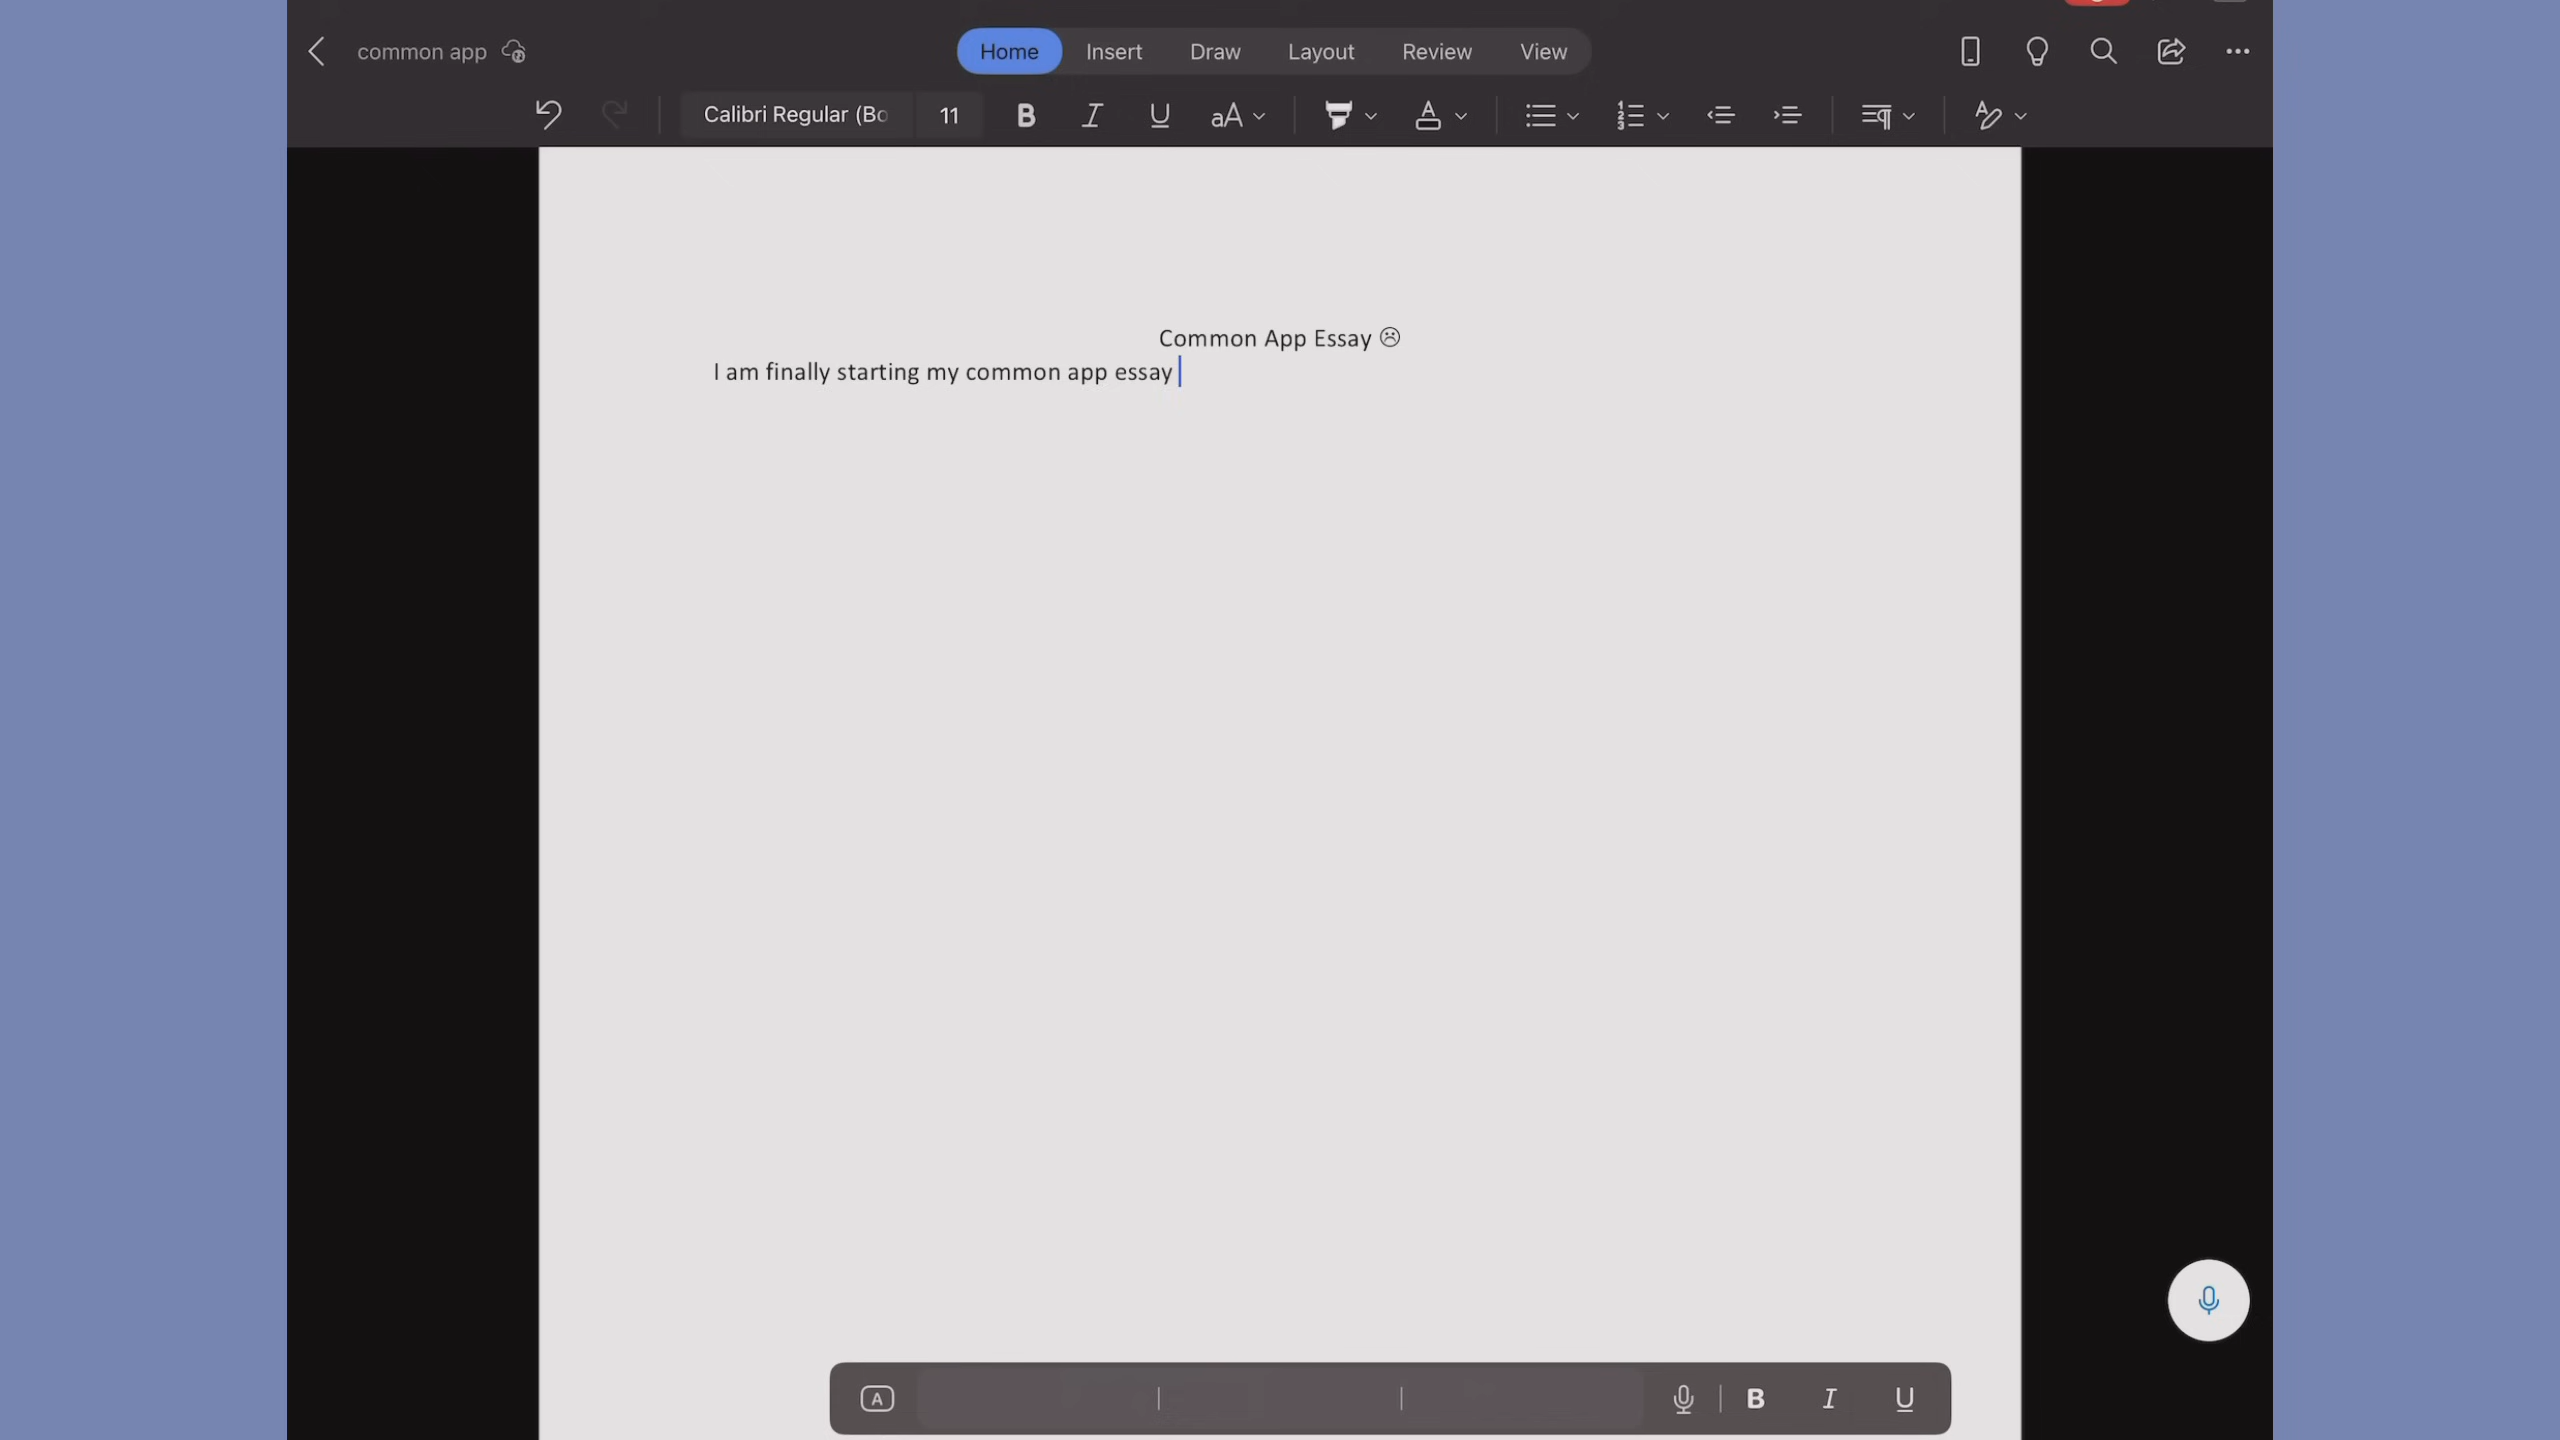 common app
Home Insert Draw Layout Review View
Calibri Regular (Bo 11 B I U aA A
Common App Essay ☹
I am finally starting my common app essay
A B I U